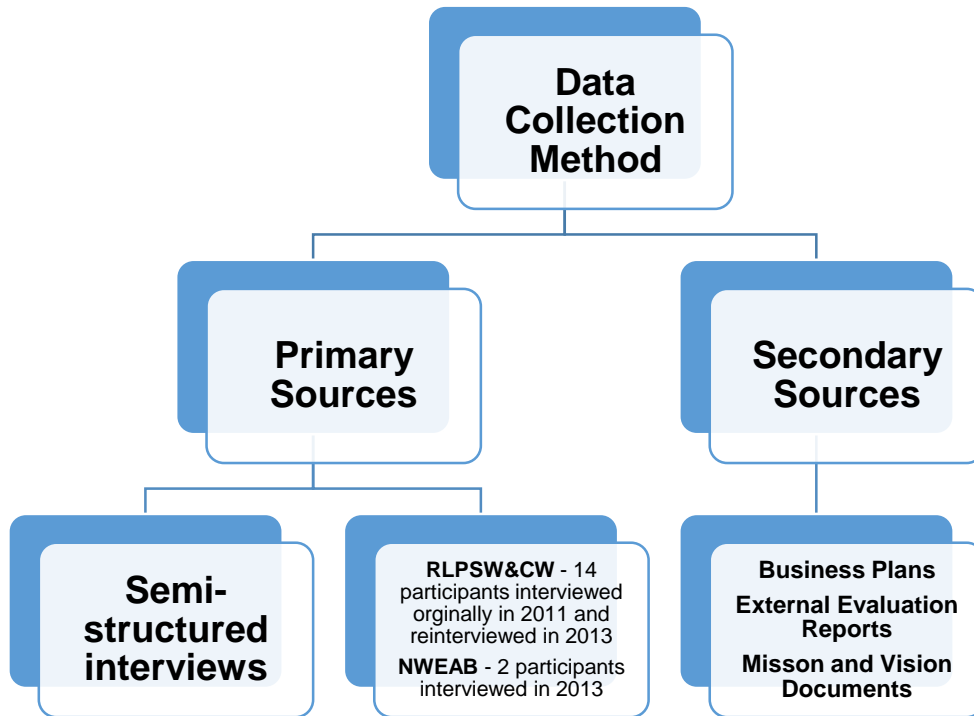 Data
Collection
Method
Primary
Sources
Secondary
Sources
Semi-
structured
interviews
RLPSW&CW - 14
participants interviewed
orginally in 2011 and
reinterviewed in 2013
NWEAB - 2 participants
interviewed in 2013
Business Plans
External Evaluation
Reports
Misson and Vision
Documents